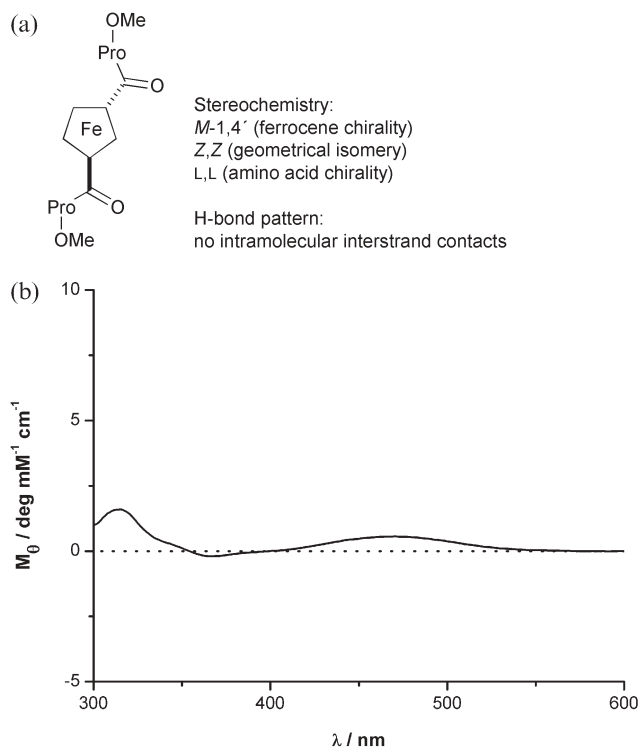 (a)
OMe
Pro
O
Fe
Pro
O
OMe
Stereochemistry:
M-1,4´ (ferrocene chirality)
Z,Z (geometrical isomery)
L,L (amino acid chirality)
H-bond pattern:
no intramolecular interstrand contacts
(b)
10
5
0
-5
300
400
500
600
Mθ / deg mM⁻¹ cm⁻¹
λ / nm